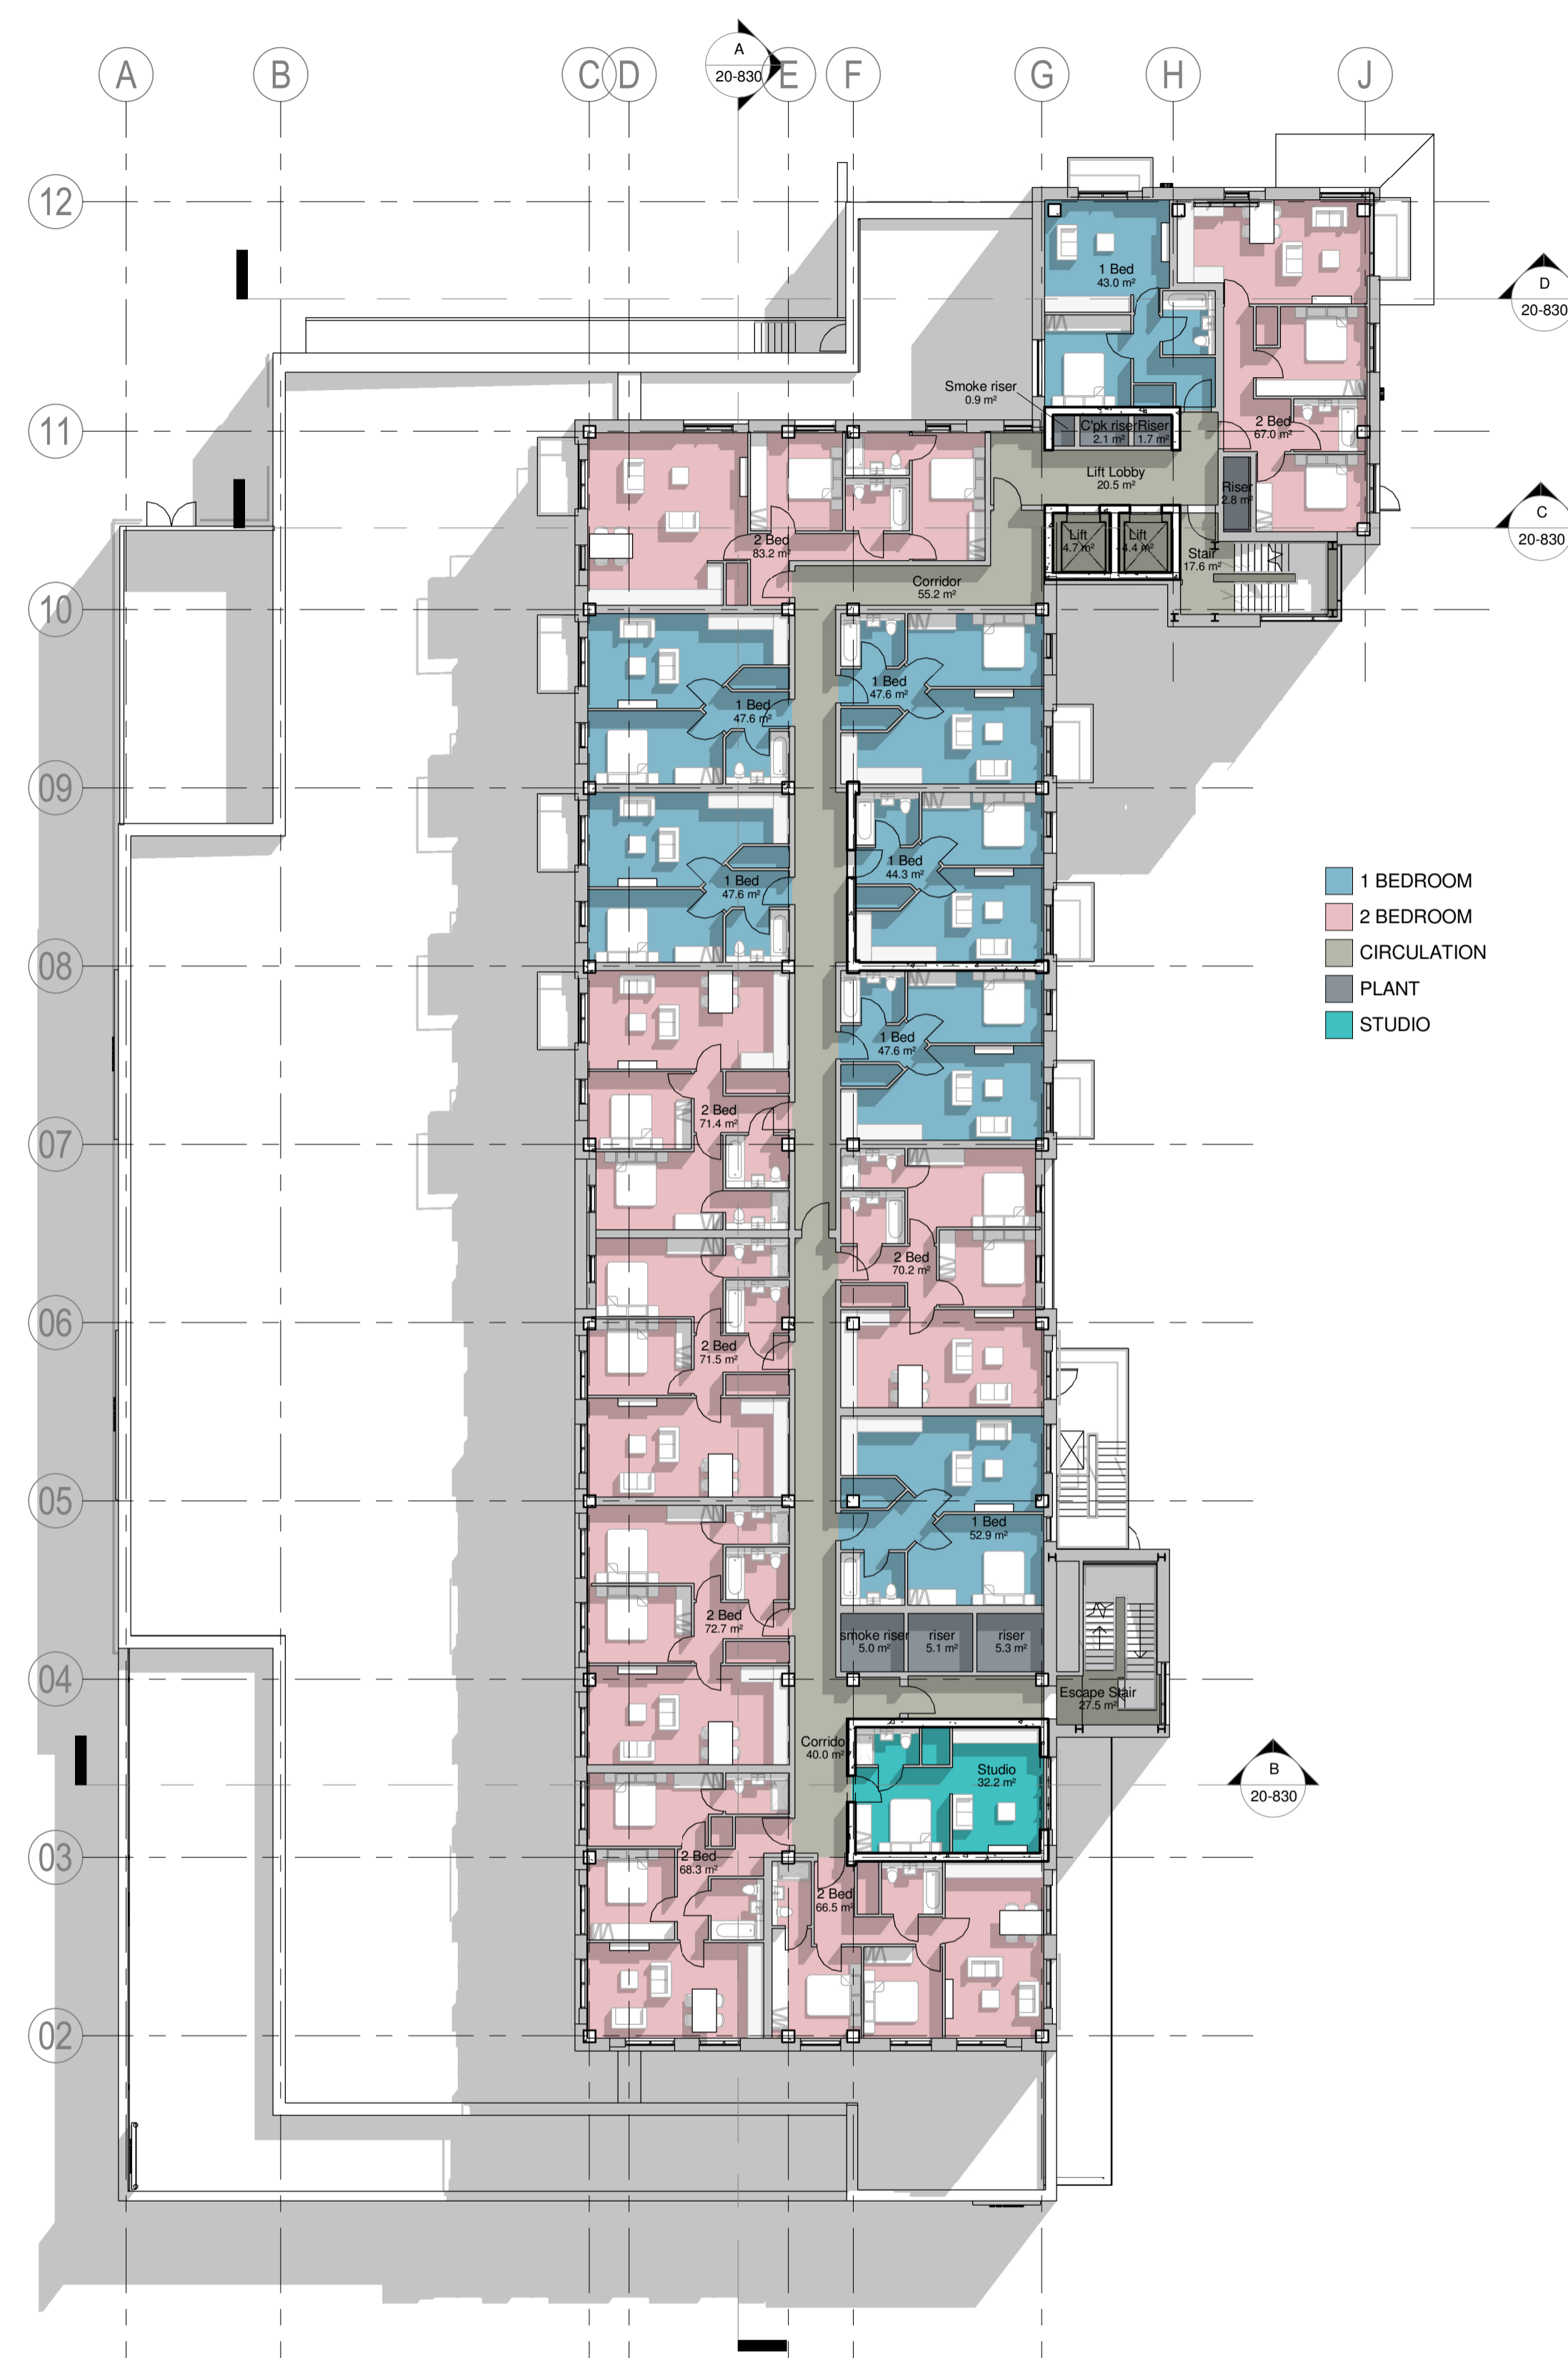 A
20-830
A
B
C
D
E
F
G
H
J
12
D
20-830
1 Bed
43.0 m²
Smoke riser
0.9 m²
11
C'pk riser
2.1 m²
Riser
1.7 m²
2 Bed
67.0 m²
Lift Lobby
20.5 m²
Riser
2.8 m²
C
20-830
2 Bed
83.2 m²
Lift
4.7 m²
Lift
4.4 m²
Stair
17.6 m²
Corridor
55.2 m²
10
1 Bed
47.6 m²
1 Bed
47.6 m²
09
1 Bed
44.3 m²
1 Bed
47.6 m²
1 BEDROOM
2 BEDROOM
CIRCULATION
PLANT
STUDIO
08
1 Bed
47.6 m²
2 Bed
71.4 m²
07
2 Bed
70.2 m²
06
2 Bed
71.5 m²
05
1 Bed
52.9 m²
2 Bed
72.7 m²
smoke riser
5.0 m²
riser
5.1 m²
riser
5.3 m²
04
Escape Stair
27.5 m²
Corrido
40.0 m²
Studio
32.2 m²
B
20-830
03
2 Bed
68.3 m²
2 Bed
66.5 m²
02